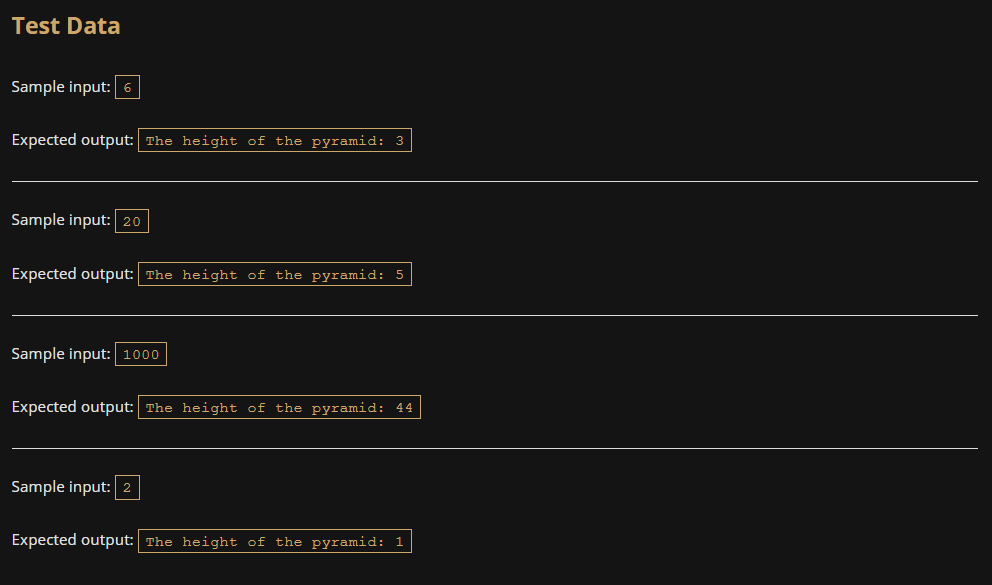 Test Data
Sample input: 6
Expected output: The height of the pyramid: 3
Sample input: 20
Expected output: The height of the pyramid: 5
Sample input: 1000
Expected output: The height of the pyramid: 44
Sample input: 2
Expected output: The height of the pyramid: 1